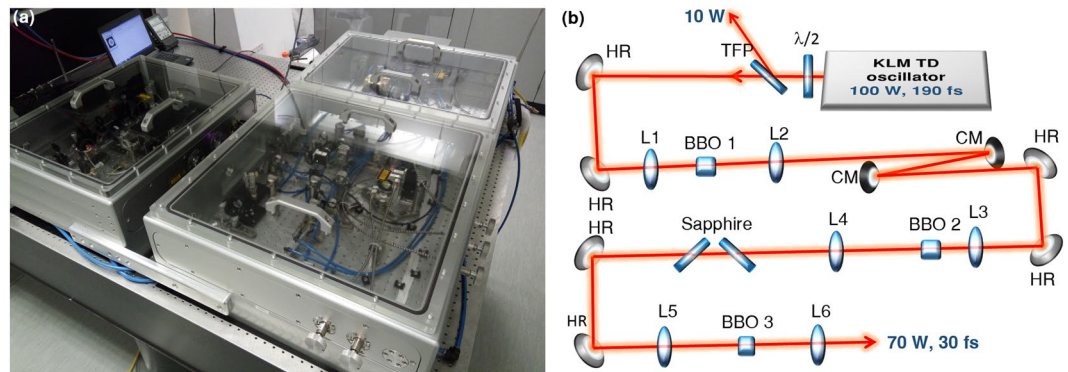 (a)
(b)
10 W
TFP
λ/2
HR
KLM TD
oscillator
100 W, 190 fs
L1
BBO 1
L2
CM
HR
CM
HR
HR
Sapphire
L4
BBO 2
L3
HR
HR
L5
BBO 3
L6
70 W, 30 fs